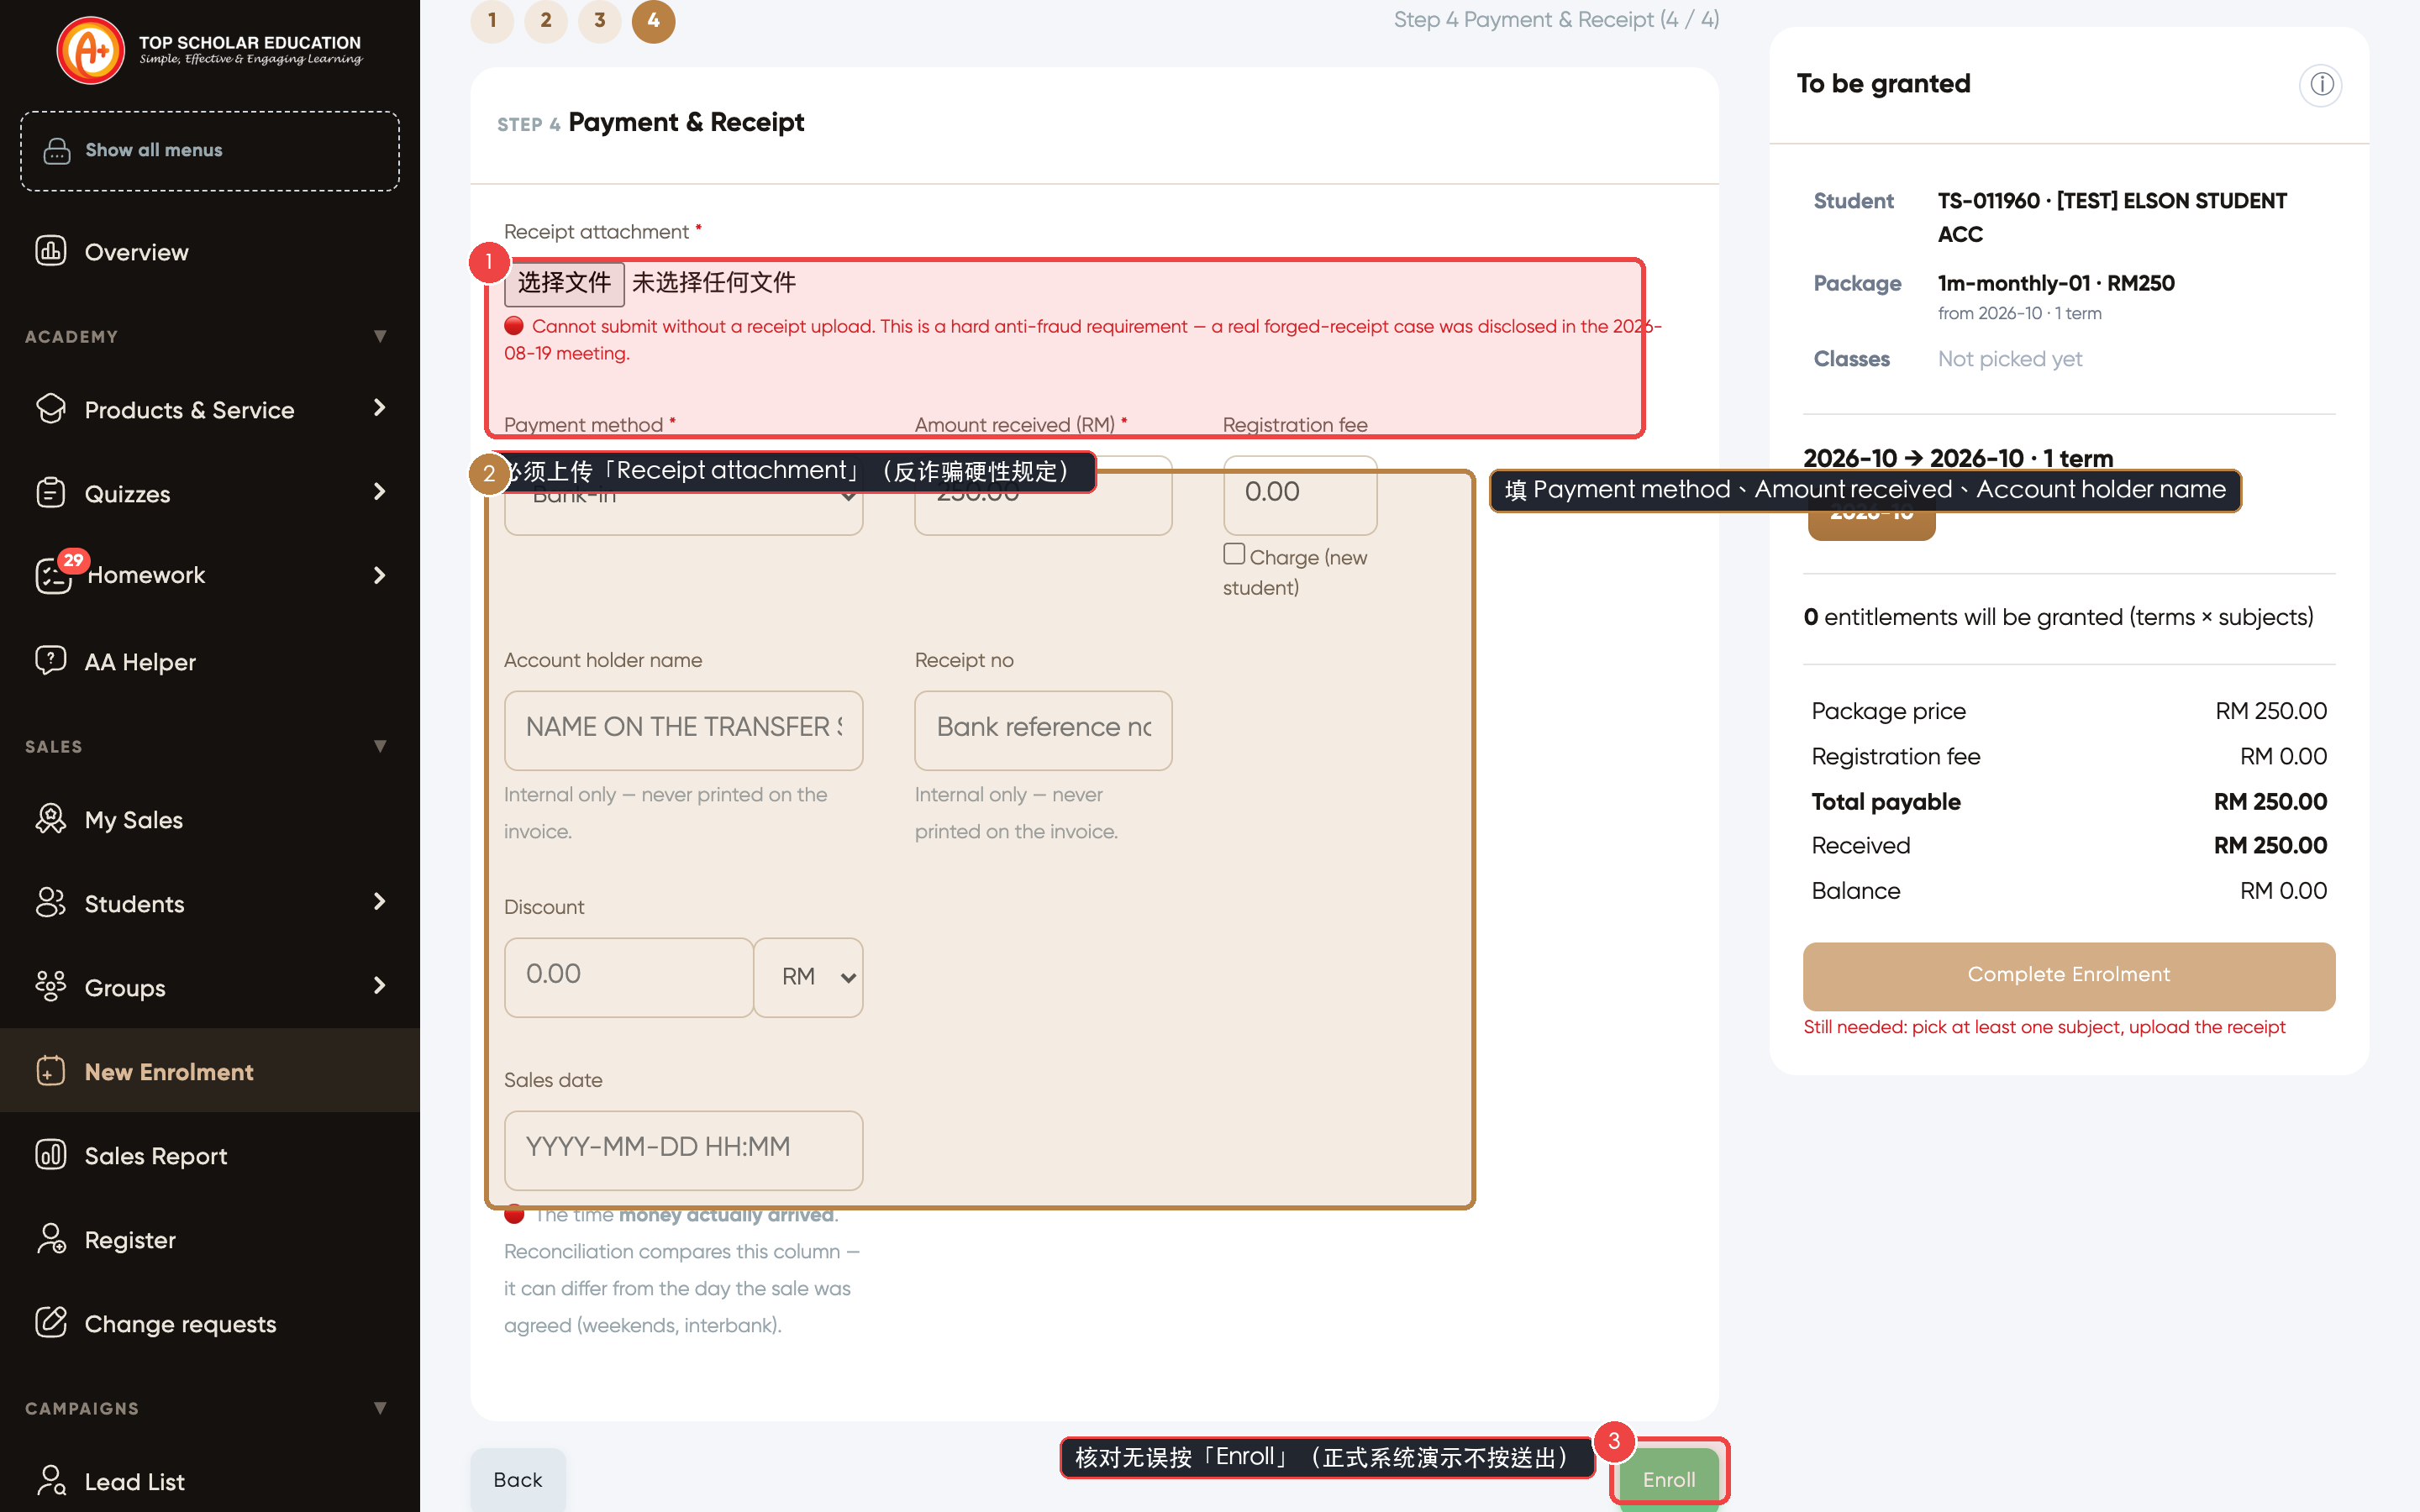 TOP SCHOLAR EDUCATION
Simple, Effective & Engaging Learning
Show all menus
Overview
ACADEMY
Products & Service
Quizzes
29
Homework
AA Helper
SALES
My Sales
Students
Groups
New Enrolment
Sales Report
Register
Change requests
CAMPAIGNS
Lead List
1 2 3 4
Step 4 Payment & Receipt (4 / 4)
STEP 4 Payment & Receipt
Receipt attachment *
1
选择文件 未选择任何文件
Cannot submit without a receipt upload. This is a hard anti-fraud requirement — a real forged-receipt case was disclosed in the 2026-
08-19 meeting.
Payment method * Amount received (RM) * Registration fee
2
必须上传「Receipt attachment」（反诈骗硬性规定）
填 Payment method、Amount received、Account holder name
Bank-in 250.00 0.00
Charge (new
student)
Account holder name Receipt no
NAME ON THE TRANSFER S Bank reference no
Internal only — never printed on the
invoice.
Internal only — never
printed on the invoice.
Discount
0.00 RM
Sales date
YYYY-MM-DD HH:MM
The time money actually arrived.
Reconciliation compares this column —
it can differ from the day the sale was
agreed (weekends, interbank).
Back
核对无误按「Enroll」（正式系统演示不按送出）
3
Enroll
To be granted
Student TS-011960 · [TEST] ELSON STUDENT
ACC
Package 1m-monthly-01 · RM250
from 2026-10 · 1 term
Classes Not picked yet
2026-10 → 2026-10 · 1 term
2026-10
0 entitlements will be granted (terms × subjects)
Package price RM 250.00
Registration fee RM 0.00
Total payable RM 250.00
Received RM 250.00
Balance RM 0.00
Complete Enrolment
Still needed: pick at least one subject, upload the receipt